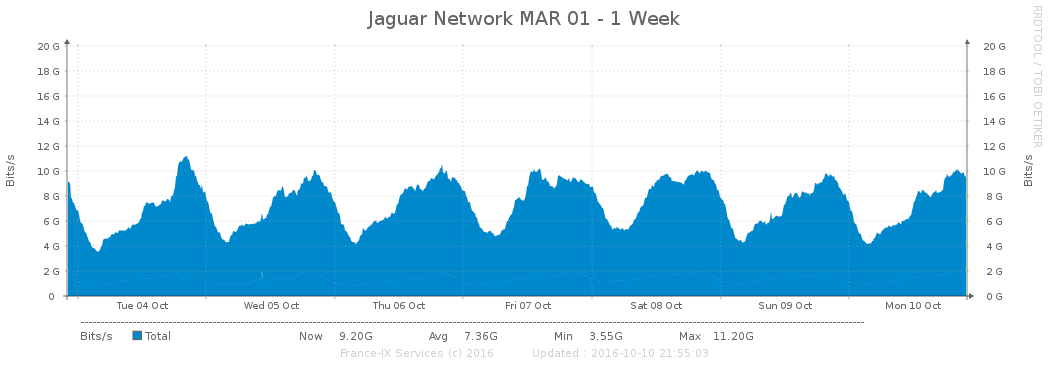 Jaguar Network MAR 01 - 1 Week
RRDTOOL / TOBI OETIKER
Bits/s
20 G 20 G
18 G 18 G
16 G 16 G
14 G 14 G
12 G 12 G
10 G 10 G
8 G 8 G
6 G 6 G
4 G 4 G
2 G 2 G
0 0 G
Bits/s
Tue 04 Oct Wed 05 Oct Thu 06 Oct Fri 07 Oct Sat 08 Oct Sun 09 Oct Mon 10 Oct
Bits/s Total Now 9.20G Avg 7.36G Min 3.55G Max 11.20G
France-IX Services (c) 2016 Updated : 2016-10-10 21:55:03